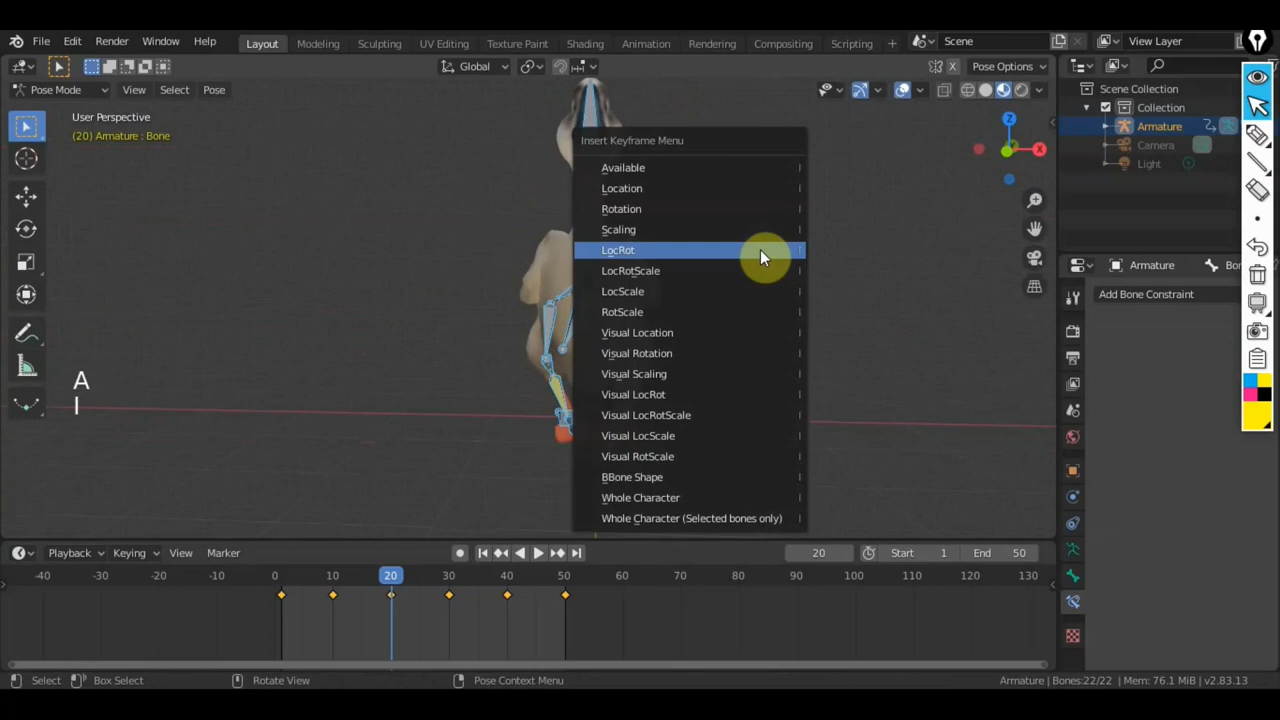 File Edit Render Window Help Layout Modeling Sculpting UV Editing Texture Paint Shading Animation Rendering Compositing Scripting + Scene View Layer
Global X Pose Options
Pose Mode View Select Pose
Scene Collection
Collection
Armature
Camera
Light
User Perspective
(20) Armature : Bone
Z
X
Insert Keyframe Menu
Available I
Location I
Rotation I
Scaling I
LocRot I
LocRotScale I
LocScale I
RotScale I
Visual Location I
Visual Rotation I
Visual Scaling I
Visual LocRot I
Visual LocRotScale I
Visual LocScale I
Visual RotScale I
BBone Shape I
Whole Character I
Whole Character (Selected bones only) I
Armature Bon
Add Bone Constraint
A
I
Playback Keying View Marker 20 Start 1 End 50
-40 -30 -20 -10 0 10 20 30 40 50 60 70 80 90 100 110 120 130
Select Box Select Rotate View Pose Context Menu Armature | Bones:22/22 | Mem: 76.1 MiB | v2.83.13